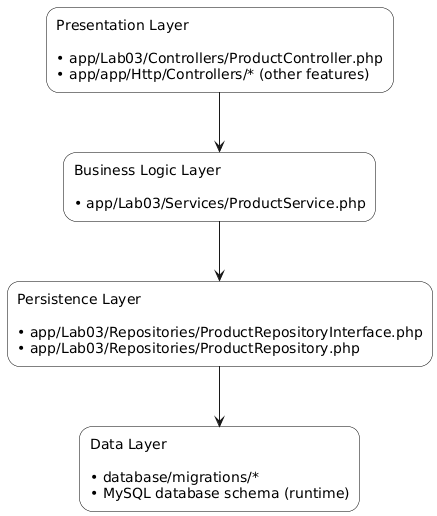 Presentation Layer
• app/Lab03/Controllers/ProductController.php
• app/app/Http/Controllers/* (other features)
Business Logic Layer
• app/Lab03/Services/ProductService.php
Persistence Layer
• app/Lab03/Repositories/ProductRepositoryInterface.php
• app/Lab03/Repositories/ProductRepository.php
Data Layer
• database/migrations/*
• MySQL database schema (runtime)